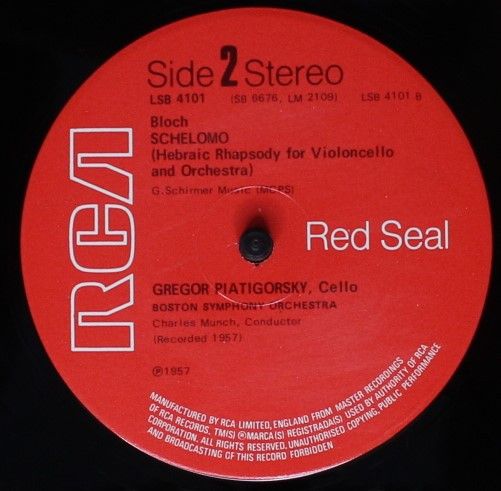 Side 2 Stereo
LSB 4101 (SB 6676, LM 2109) LSB 4101 B
Bloch
SCHELOMO
(Hebraic Rhapsody for Violoncello
and Orchestra)
G. Schirmer Music (MCPS)
RCA
Red Seal
GREGOR PIATIGORSKY, Cello
BOSTON SYMPHONY ORCHESTRA
Charles Munch, Conductor
(Recorded 1957)
℗1957
MANUFACTURED BY RCA LIMITED, ENGLAND FROM MASTER RECORDINGS
OF RCA RECORDS. TM(S) ®MARCA(S) REGISTRADA(S) USED BY AUTHORITY OF RCA
CORPORATION. ALL RIGHTS RESERVED. UNAUTHORISED COPYING, PUBLIC PERFORMANCE
AND BROADCASTING OF THIS RECORD FORBIDDEN